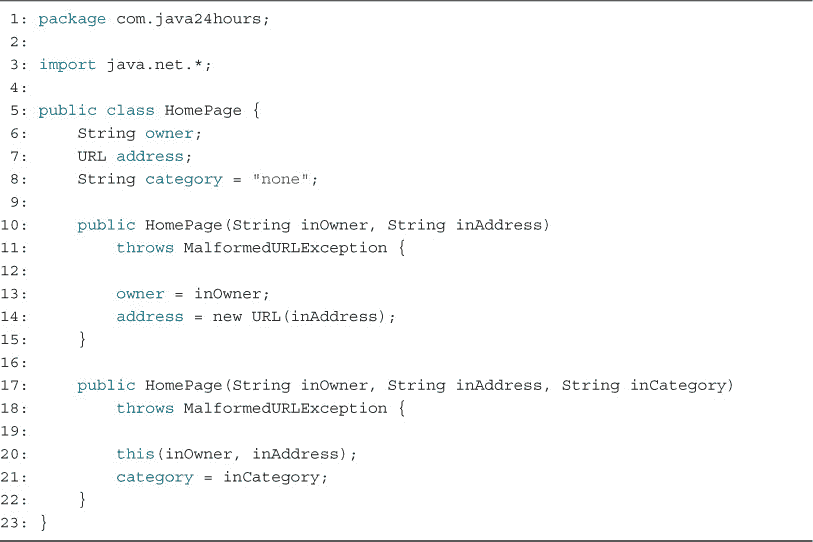 1: package com.java24hours;
2:
3: import java.net.*;
4:
5: public class HomePage {
6:     String owner;
7:     URL address;
8:     String category = "none";
9:
10:     public HomePage(String inOwner, String inAddress)
11:         throws MalformedURLException {
12:
13:         owner = inOwner;
14:         address = new URL(inAddress);
15:     }
16:
17:     public HomePage(String inOwner, String inAddress, String inCategory)
18:         throws MalformedURLException {
19:
20:         this(inOwner, inAddress);
21:         category = inCategory;
22:     }
23: }